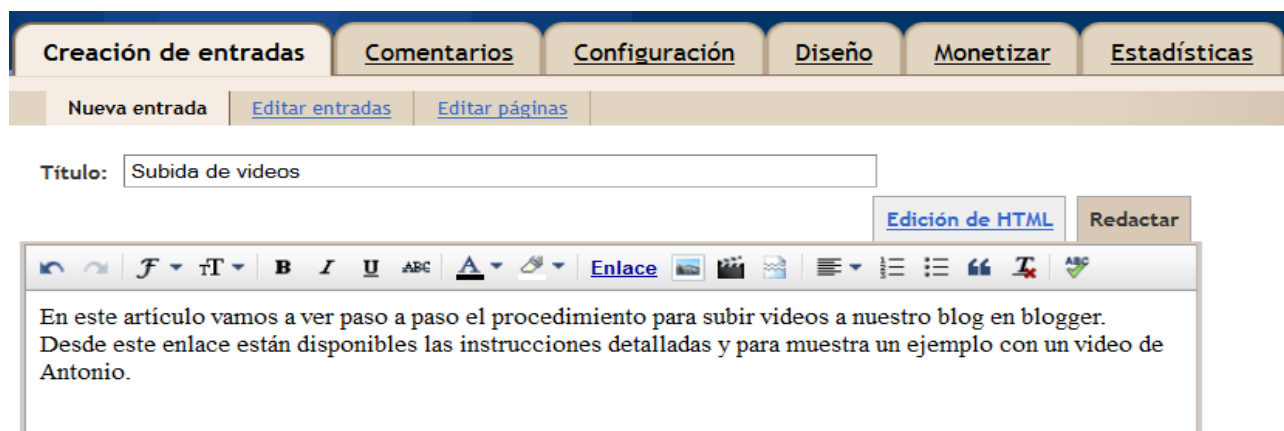 Creación de entradas Comentarios Configuración Diseño Monetizar Estadísticas
Nueva entrada Editar entradas Editar páginas
Título: Subida de videos
Edición de HTML Redactar
F T T B I U ABC A Enlace ABC
En este artículo vamos a ver paso a paso el procedimiento para subir videos a nuestro blog en blogger.
Desde este enlace están disponibles las instrucciones detalladas y para muestra un ejemplo con un video de
Antonio.